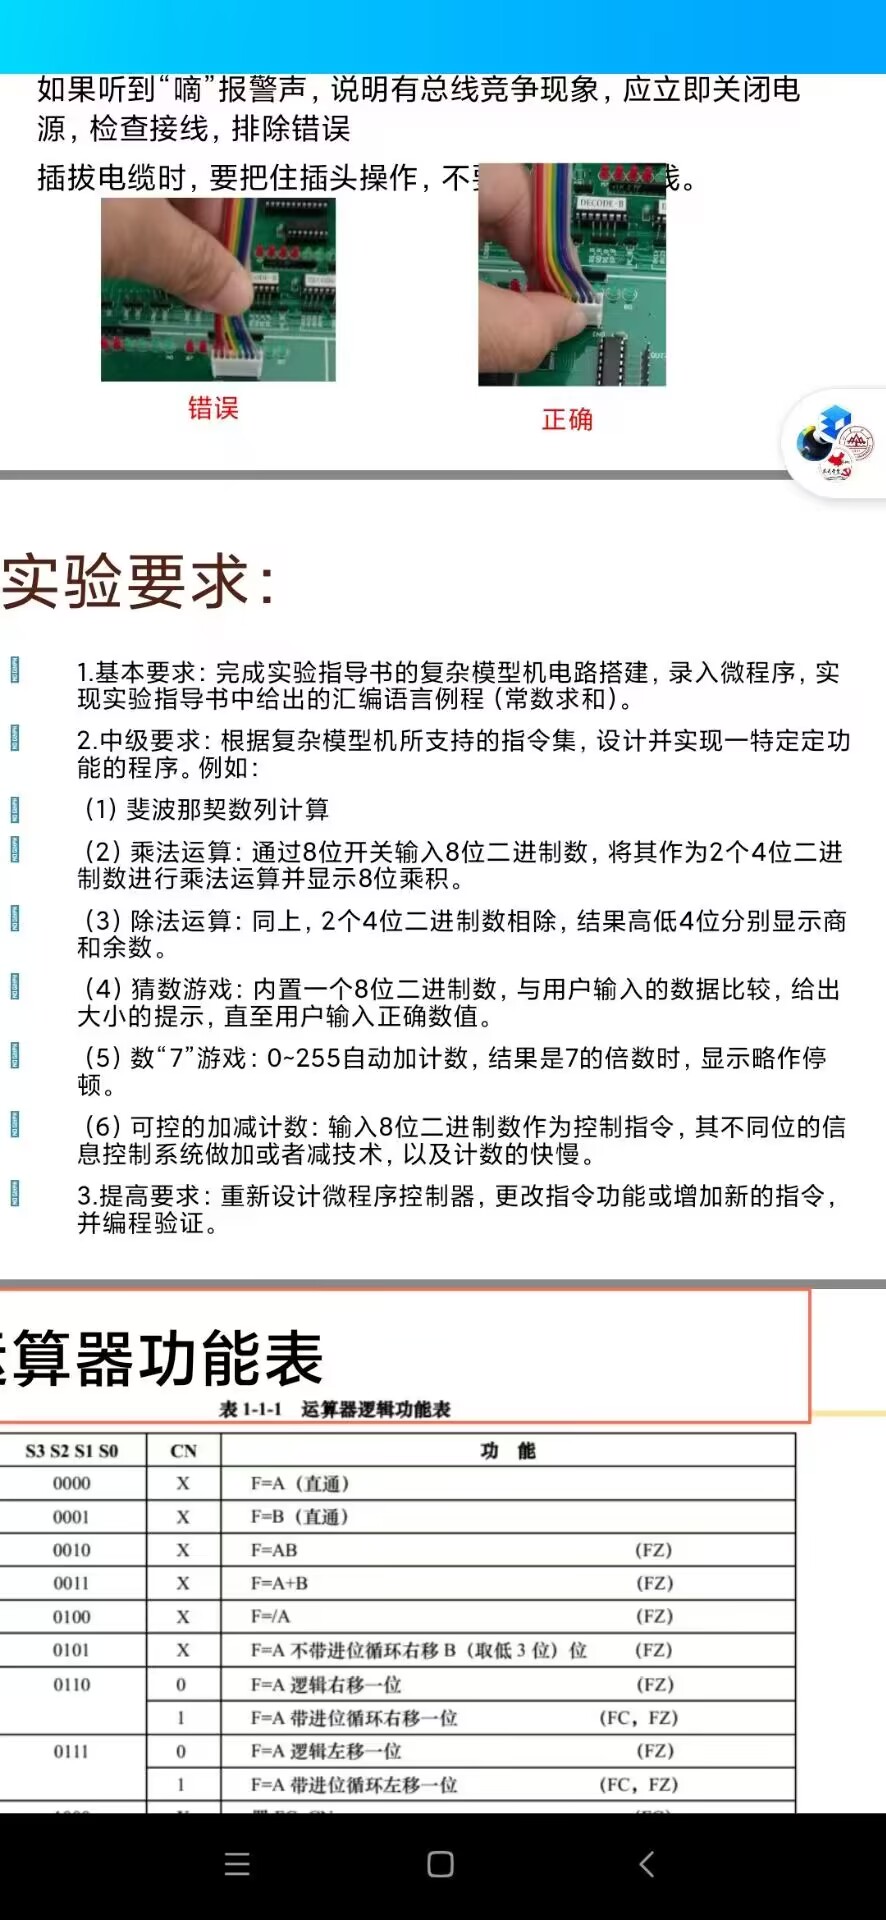 如果听到“嘀”报警声，说明有总线竞争现象，应立即关闭电
源，检查接线，排除错误
插拔电缆时，要把住插头操作，不 线。
DECODE-B
错误
正确
实验要求：
1.基本要求：完成实验指导书的复杂模型机电路搭建，录入微程序，实
现实验指导书中给出的汇编语言例程（常数求和）。
2.中级要求：根据复杂模型机所支持的指令集，设计并实现一特定定功
能的程序。例如：
（1）斐波那契数列计算
（2）乘法运算：通过8位开关输入8位二进制数，将其作为2个4位二进
制数进行乘法运算并显示8位乘积。
（3）除法运算：同上，2个4位二进制数相除，结果高低4位分别显示商
和余数。
（4）猜数游戏：内置一个8位二进制数，与用户输入的数据比较，给出
大小的提示，直至用户输入正确数值。
（5）数“7”游戏：0~255自动加计数，结果是7的倍数时，显示略作停
顿。
（6）可控的加减计数：输入8位二进制数作为控制指令，其不同位的信
息控制系统做加或者减技术，以及计数的快慢。
3.提高要求：重新设计微程序控制器，更改指令功能或增加新的指令，
并编程验证。
运算器功能表
表 1-1-1 运算器逻辑功能表
S3 S2 S1 S0 CN 功 能
0000 X F=A（直通）
0001 X F=B（直通）
0010 X F=AB (FZ)
0011 X F=A+B (FZ)
0100 X F=/A (FZ)
0101 X F=A 不带进位循环右移 B（取低 3 位）位 (FZ)
0110 0 F=A 逻辑右移一位 (FZ)
1 F=A 带进位循环右移一位 (FC，FZ)
0111 0 F=A 逻辑左移一位 (FZ)
1 F=A 带进位循环左移一位 (FC，FZ)